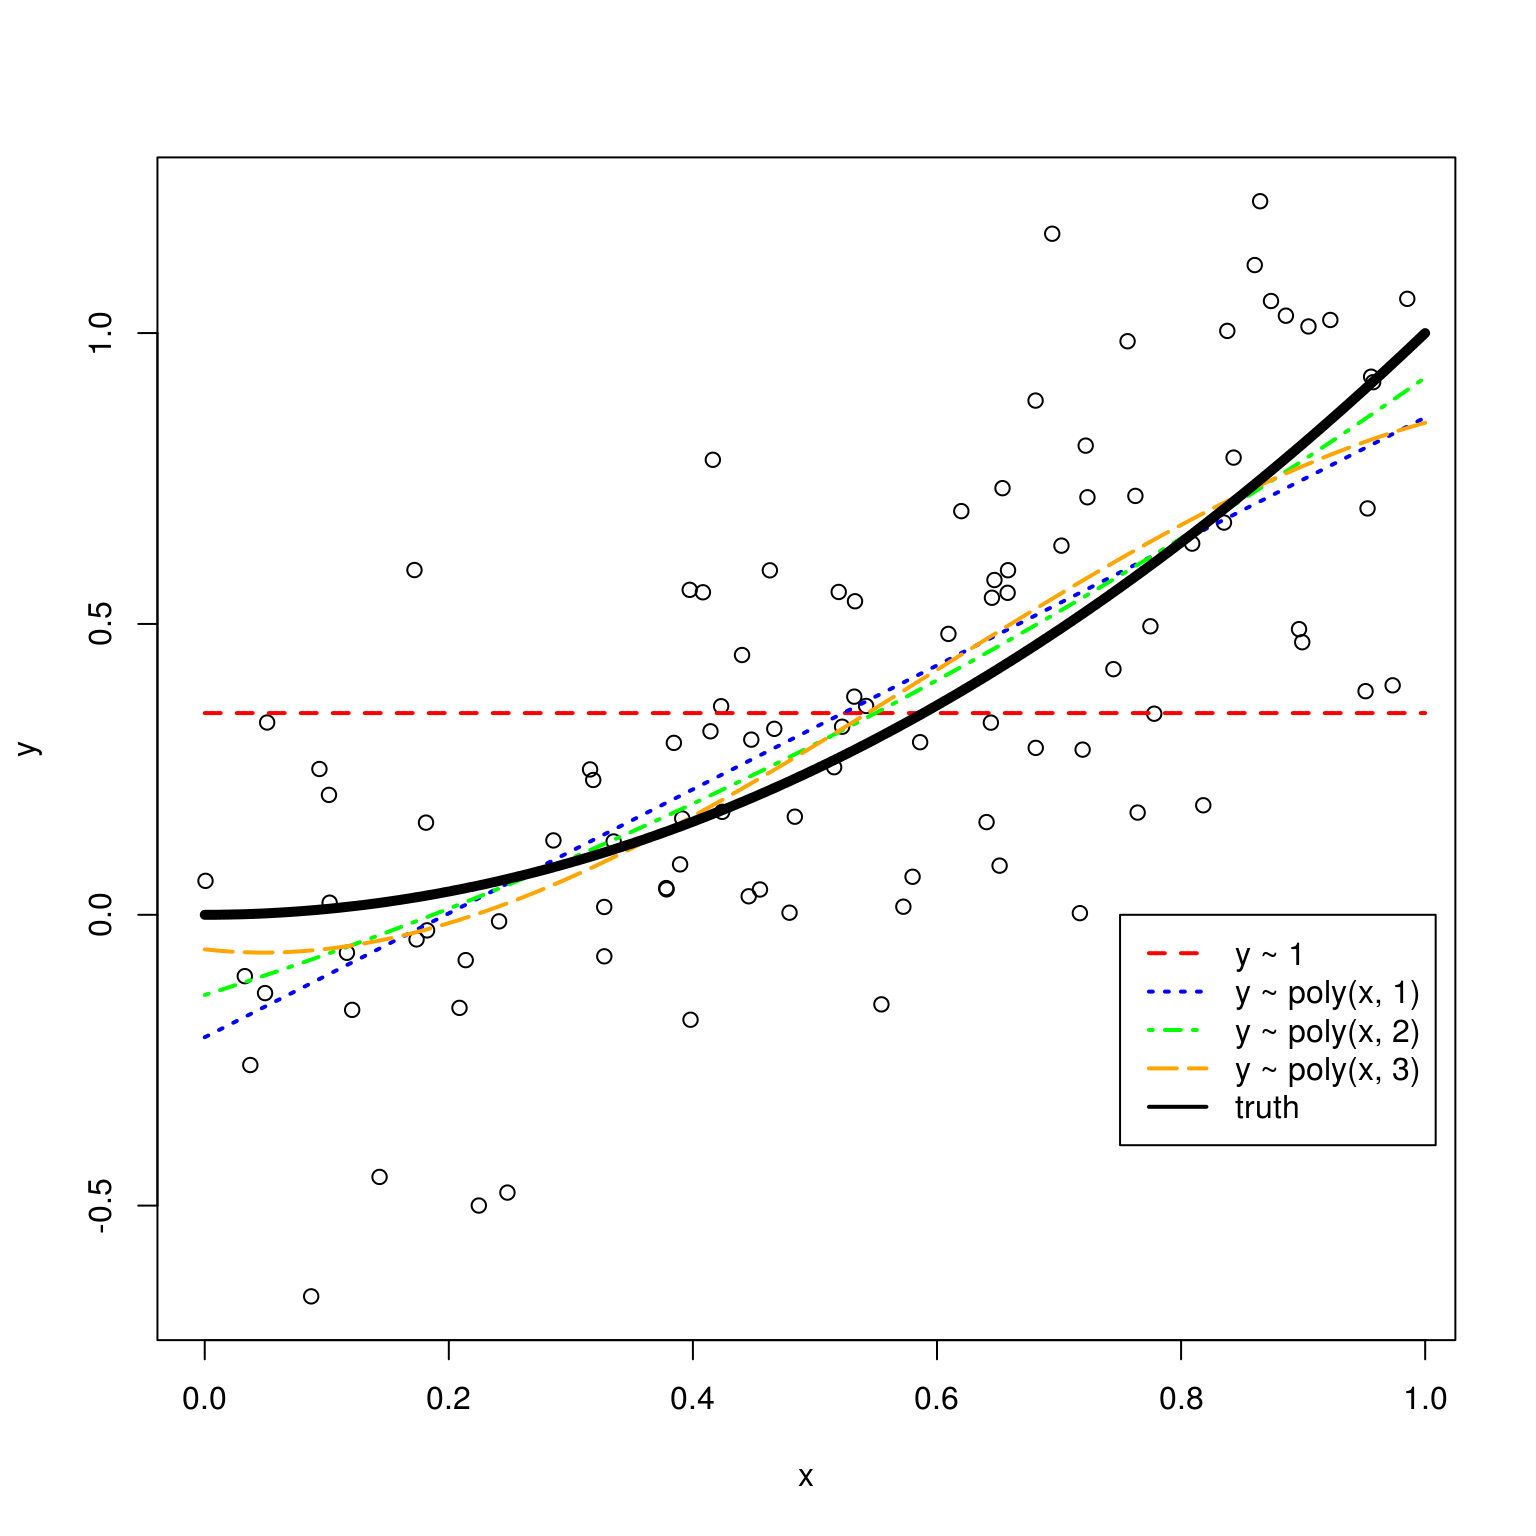 1.0
0.5
0.0
-0.5
y
y ~ 1
y ~ poly(x, 1)
y ~ poly(x, 2)
y ~ poly(x, 3)
truth
0.0 0.2 0.4 0.6 0.8 1.0
x